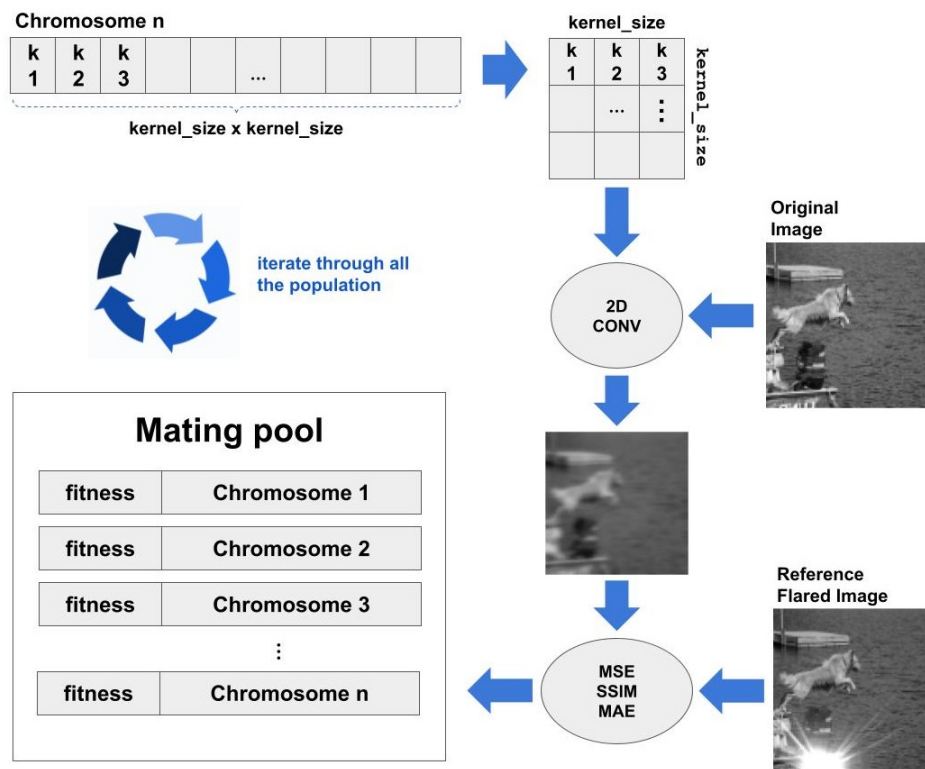 Chromosome n
k k k
1 2 3 ...
kernel_size x kernel_size
kernel_size
k k k
1 2 3
... ⋮
kernel_size
iterate through all
the population
Original
Image
2D
CONV
Mating pool
fitness Chromosome 1
fitness Chromosome 2
fitness Chromosome 3
⋮
fitness Chromosome n
Reference
Flared Image
MSE
SSIM
MAE